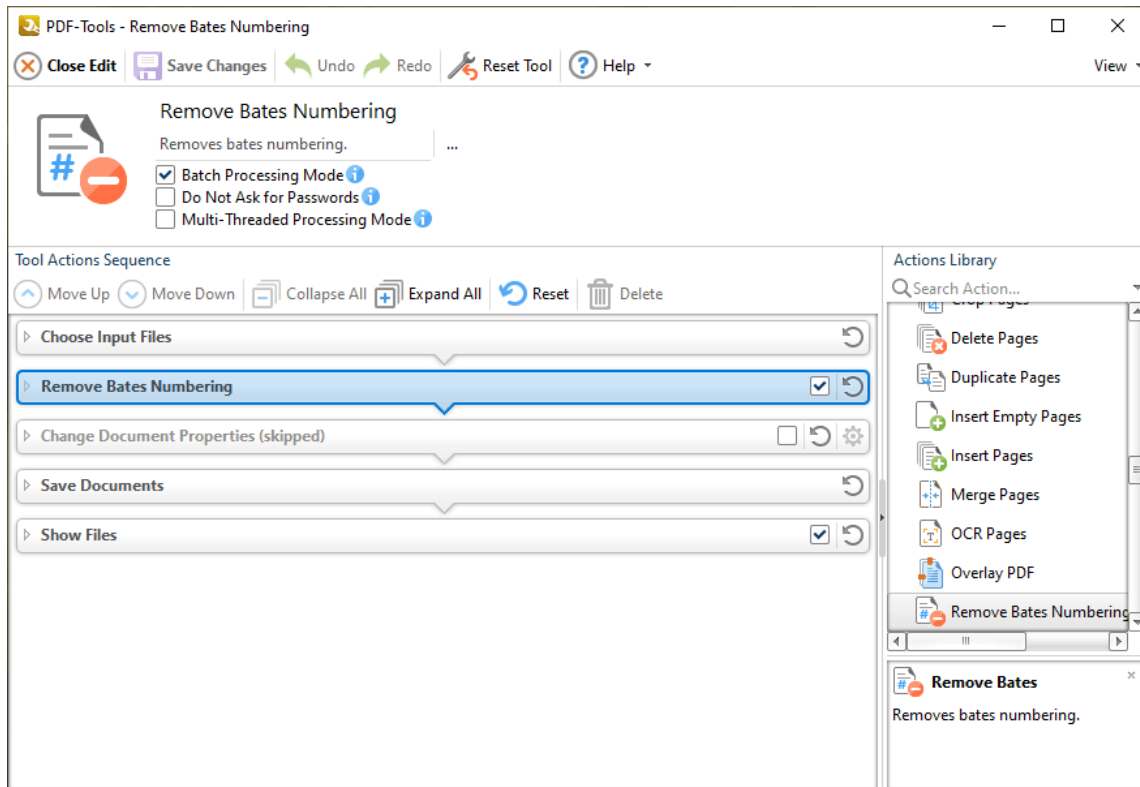 PDF-Tools - Remove Bates Numbering
Close Edit Save Changes Undo Redo Reset Tool ? Help View
Remove Bates Numbering
Removes bates numbering. ...
Batch Processing Mode
Do Not Ask for Passwords
Multi-Threaded Processing Mode
Tool Actions Sequence
Move Up Move Down Collapse All Expand All Reset Delete
Choose Input Files
Remove Bates Numbering
Change Document Properties (skipped)
Save Documents
Show Files
Actions Library
Search Action...
Crop Pages
Delete Pages
Duplicate Pages
Insert Empty Pages
Insert Pages
Merge Pages
OCR Pages
Overlay PDF
Remove Bates Numbering
Remove Bates
Removes bates numbering.